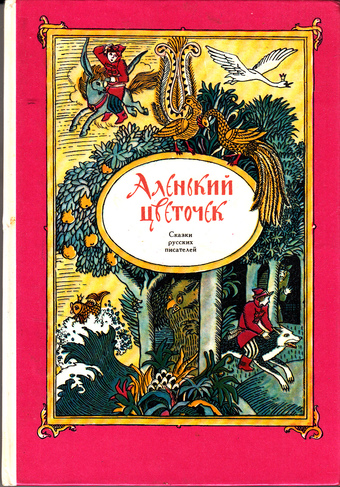 Аленький
цветочек
Сказки
русских
писателей